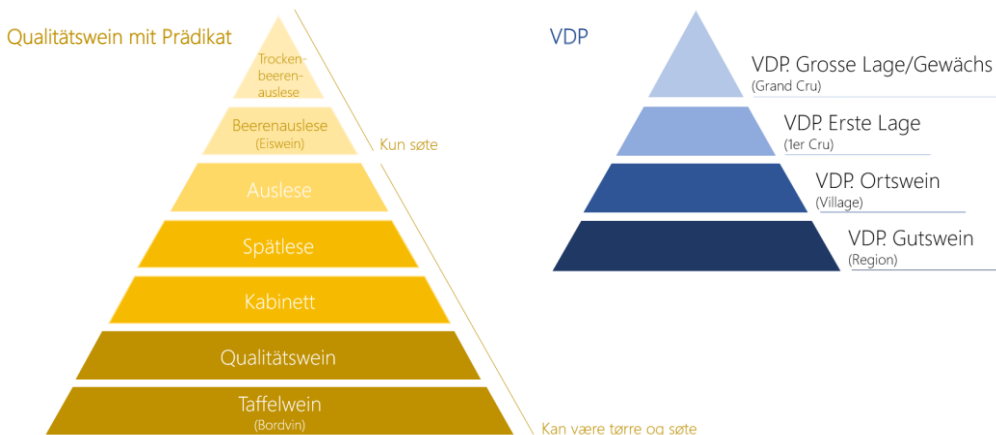 Qualitätswein mit Prädikat
Trocken-
beeren-
auslese
Beerenauslese
(Eiswein)
Kun søte
Auslese
Spätlese
Kabinett
Qualitätswein
Taffelwein
(Bordvin)
Kan være tørre og søte
VDP
VDP. Grosse Lage/Gewächs
(Grand Cru)
VDP. Erste Lage
(1er Cru)
VDP. Ortswein
(Village)
VDP. Gutswein
(Region)